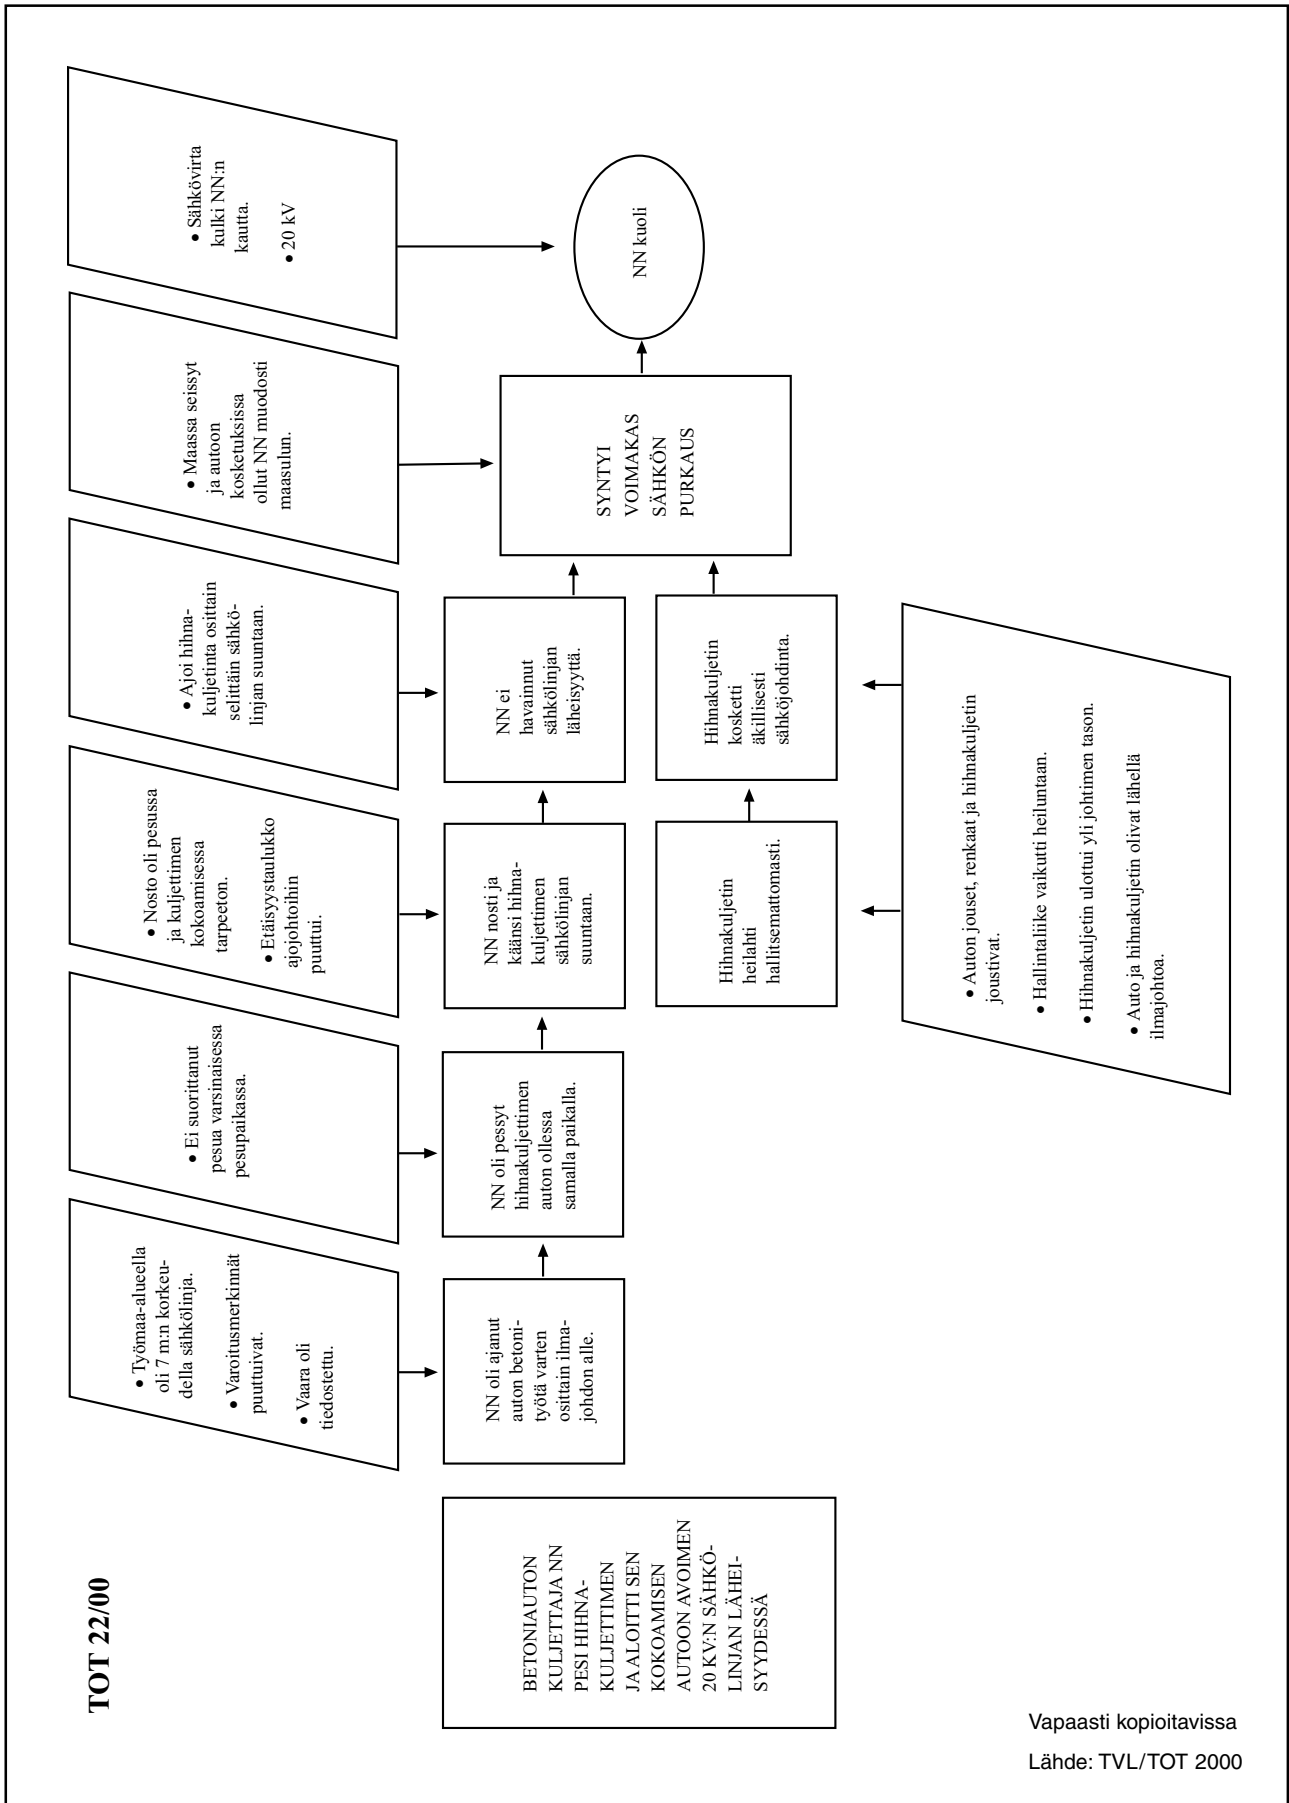 TOT 22/00
BETONIAUTON
KULJETTAJA NN
PESI HIHNA-
KULJETTIMEN
JA ALOITTI SEN
KOKOAMISEN
AUTOON AVOIMEN
20 KV:N SÄHKÖ-
LINJAN LÄHEI-
SYYDESSÄ
• Työmaa-alueella
oli 7 m:n korkeu-
della sähkölinja.
• Varoitusmerkinnät
puuttuivat.
• Vaara oli
tiedostettu.
• Ei suorittanut
pesua varsinaisessa
pesupaikassa.
• Nosto oli pesussa
ja kuljettimen
kokoamisessa
tarpeeton.
• Etäisyystaulukko
ajojohtoihin
puuttui.
• Ajoi hihna-
kuljetinta osittain
selittäin sähkö-
linjan suuntaan.
• Maassa seissyt
ja autoon
kosketuksissa
ollut NN muodosti
maasulun.
• Sähkövirta
kulki NN:n
kautta.
• 20 kV
NN oli ajanut
auton betoni-
työtä varten
osittain ilma-
johdon alle.
NN oli pessyt
hihnakuljettimen
auton ollessa
samalla paikalla.
NN nosti ja
käänsi hihna-
kuljettimen
sähkölinjan
suuntaan.
NN ei
havainnut
sähkölinjan
läheisyyttä.
SYNTYI
VOIMAKAS
SÄHKÖN
PURKAUS
NN kuoli
Hihnakuljetin
heilahti
hallitsemattomasti.
Hihnakuljetin
kosketti
äkillisesti
sähköjohdinta.
• Auton jouset, renkaat ja hihnakuljetin
joustivat.
• Hallintaliike vaikutti heiluntaan.
• Hihnakuljetin ulottui yli johtimen tason.
• Auto ja hihnakuljetin olivat lähellä
ilmajohtoa.
Vapaasti kopioitavissa
Lähde: TVL/TOT 2000